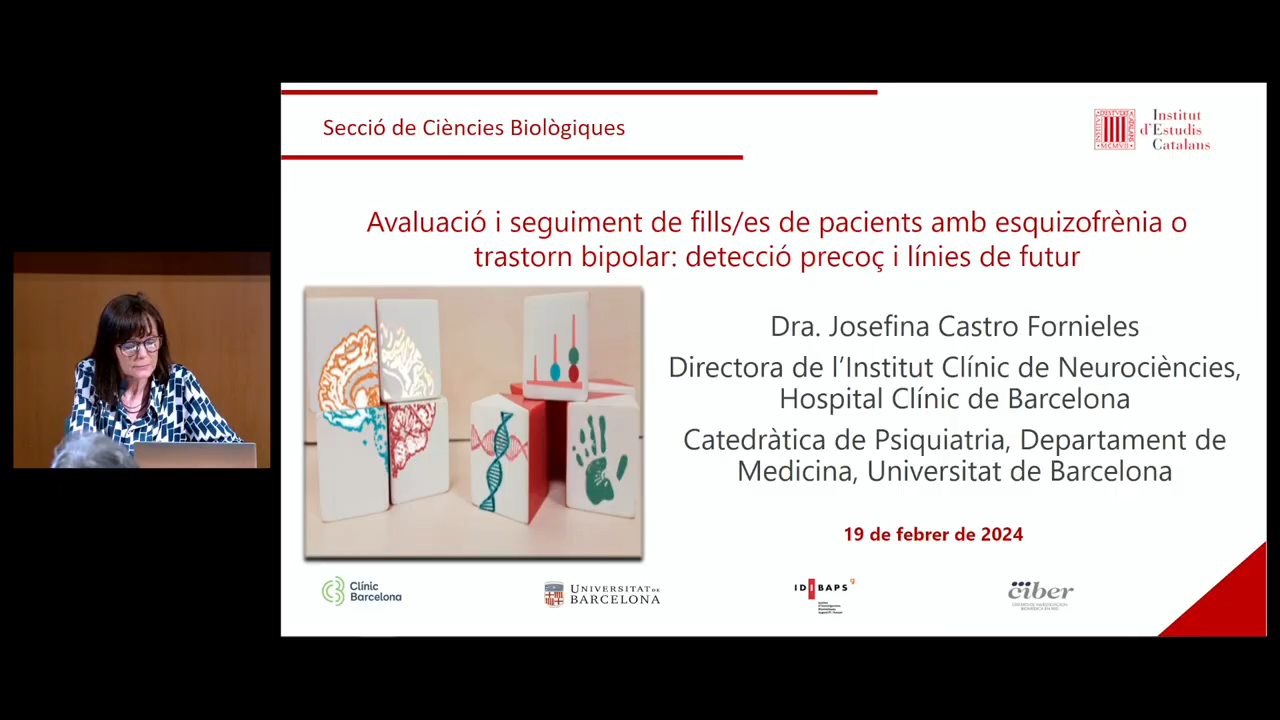 Secció de Ciències Biològiques
Institut
d'Estudis
Catalans
MCMVII
Avaluació i seguiment de fills/es de pacients amb esquizofrènia o
trastorn bipolar: detecció precoç i línies de futur
Dra. Josefina Castro Fornieles
Directora de l'Institut Clínic de Neurociències,
Hospital Clínic de Barcelona
Catedràtica de Psiquiatria, Departament de
Medicina, Universitat de Barcelona
19 de febrer de 2024
Clínic
Barcelona
UNIVERSITAT DE
BARCELONA
IDIBAPS
ciber